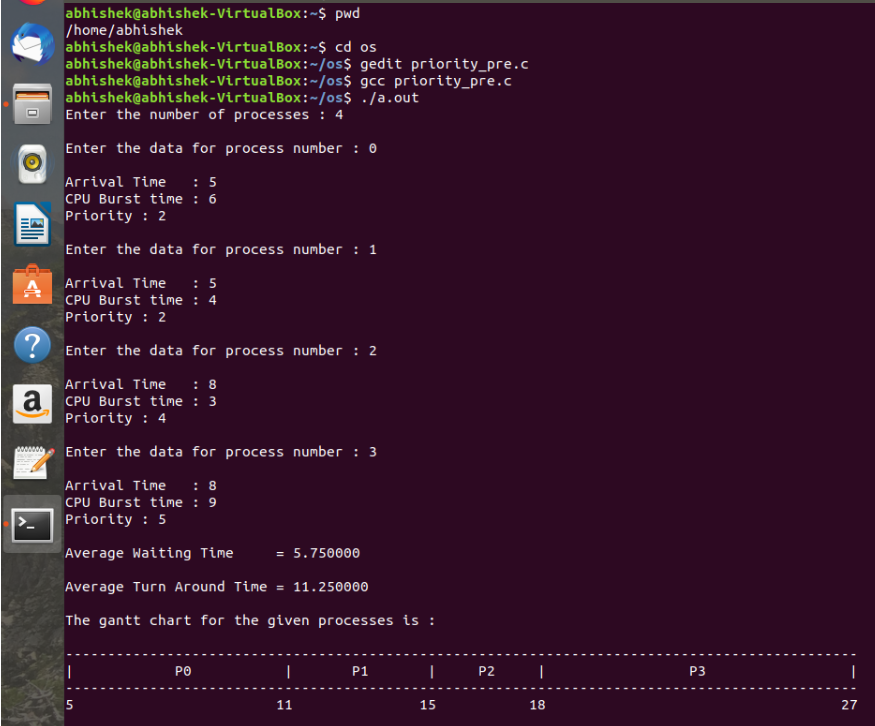 abhishek@abhishek-VirtualBox:~$ pwd
/home/abhishek
abhishek@abhishek-VirtualBox:~$ cd os
abhishek@abhishek-VirtualBox:~/os$ gedit priority_pre.c
abhishek@abhishek-VirtualBox:~/os$ gcc priority_pre.c
abhishek@abhishek-VirtualBox:~/os$ ./a.out
Enter the number of processes : 4
Enter the data for process number : 0
Arrival Time   : 5
CPU Burst time : 6
Priority : 2
Enter the data for process number : 1
Arrival Time   : 5
CPU Burst time : 4
Priority : 2
Enter the data for process number : 2
Arrival Time   : 8
CPU Burst time : 3
Priority : 4
Enter the data for process number : 3
Arrival Time   : 8
CPU Burst time : 9
Priority : 5
Average Waiting Time     = 5.750000
Average Turn Around Time = 11.250000
The gantt chart for the given processes is :
---------------------------------------------------------------------------------------------
|            P0           |       P1       |     P2     |                 P3                 |
---------------------------------------------------------------------------------------------
5                        11               15           18                                   27